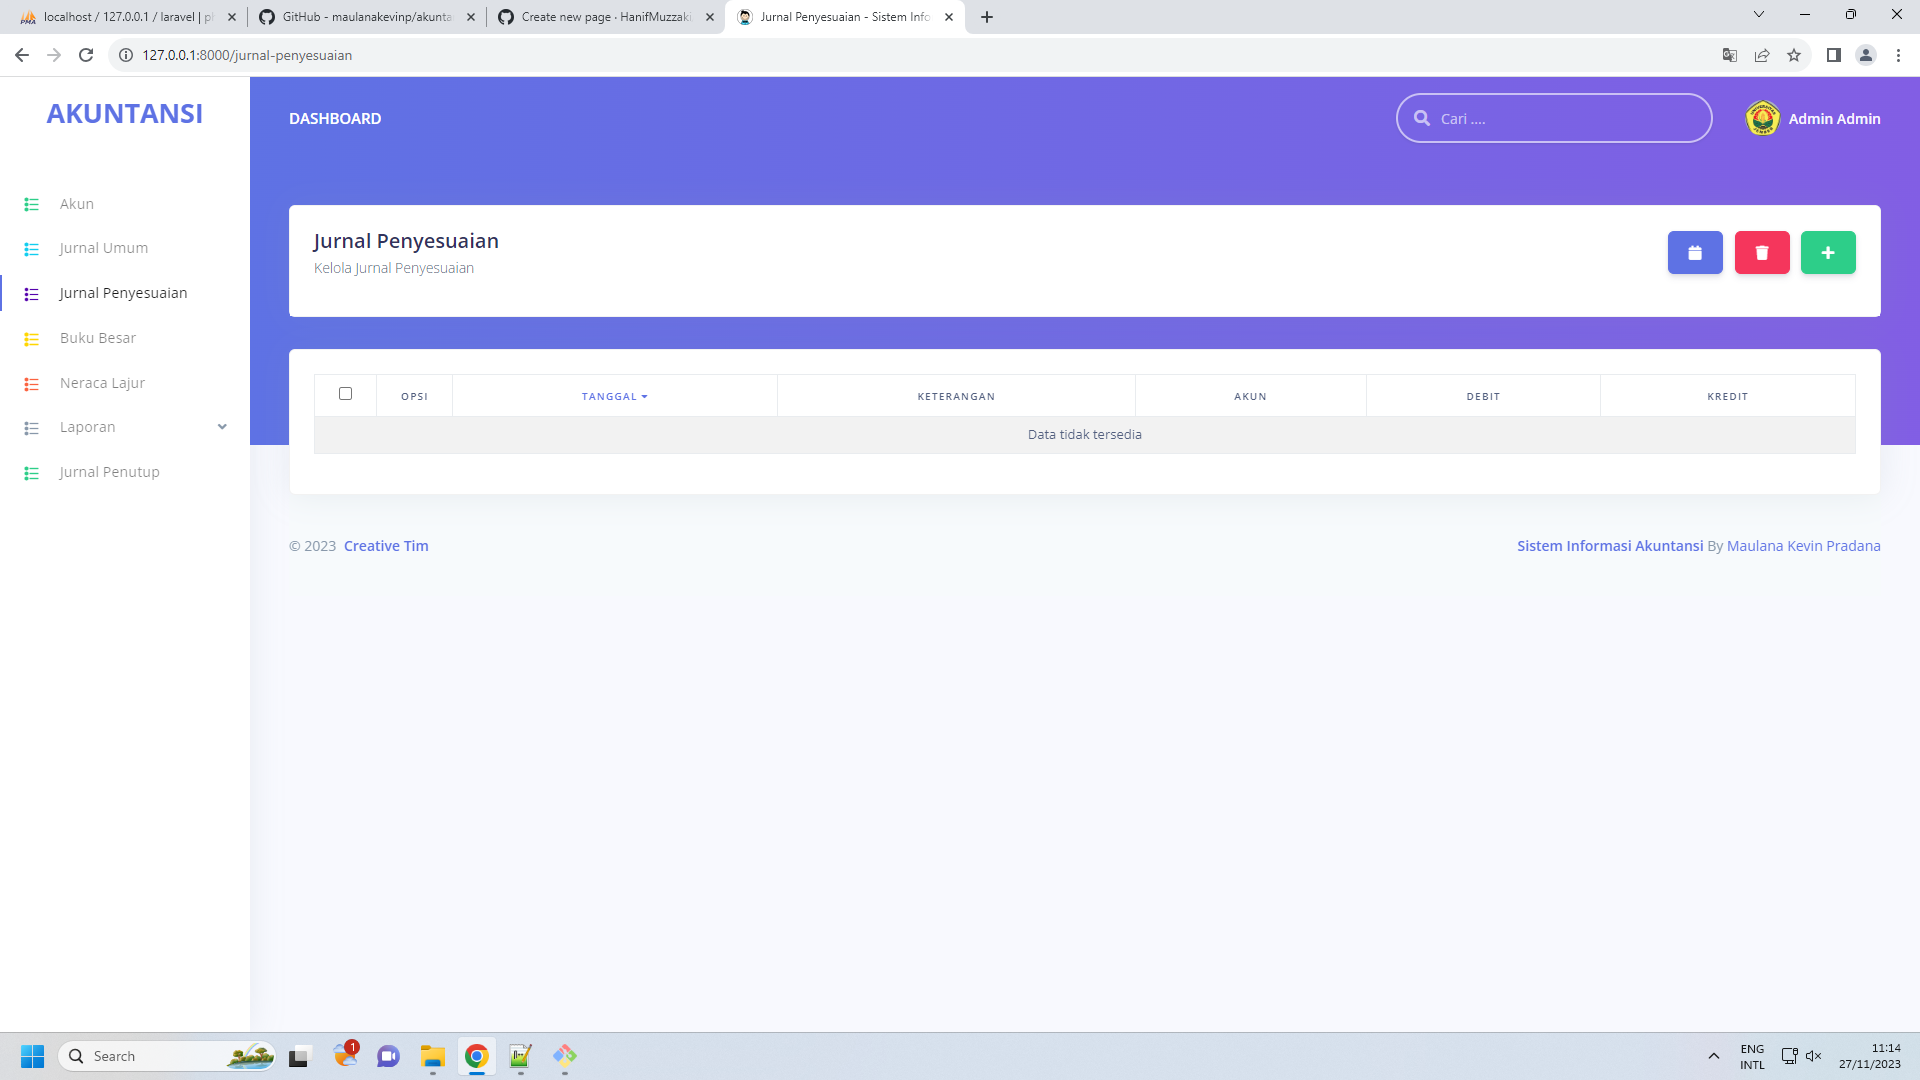 localhost / 127.0.0.1 / laravel | p
GitHub - maulanakevinp/akunta
Create new page · HanifMuzzaki
Jurnal Penyesuaian - Sistem Info
127.0.0.1:8000/jurnal-penyesuaian
AKUNTANSI
DASHBOARD
Cari ....
Admin Admin
Akun
Jurnal Umum
Jurnal Penyesuaian
Buku Besar
Neraca Lajur
Laporan
Jurnal Penutup
Jurnal Penyesuaian
Kelola Jurnal Penyesuaian
OPSI TANGGAL KETERANGAN AKUN DEBIT KREDIT
Data tidak tersedia
© 2023 Creative Tim
Sistem Informasi Akuntansi By Maulana Kevin Pradana
Search
1
ENG
INTL
11:14
27/11/2023